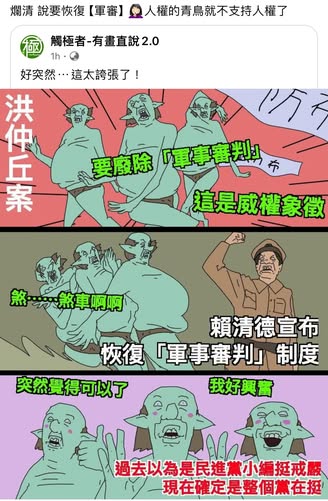 爛清 說要恢復【軍審】🤦🏻‍♀️人權的青鳥就不支持人權了
極
觸極者-有畫直說2.0
1h ·
好突然⋯這太誇張了！
洪仲丘案
要廢除「軍事審判」
布
這是威權象徵
煞……煞車啊啊
賴清德宣布
恢復「軍事審判」制度
突然覺得可以了
我好興奮
過去以為是民進黨小編挺戒嚴
現在確定是整個黨在挺